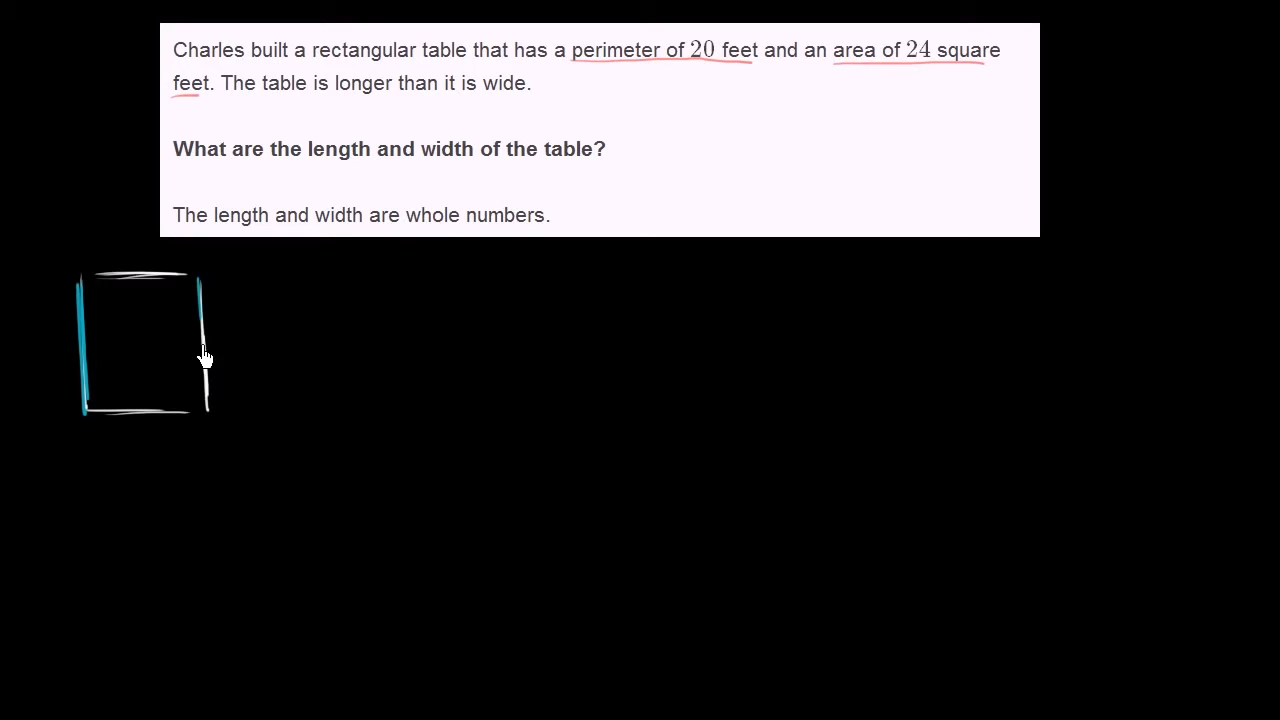 Charles built a rectangular table that has a perimeter of 20 feet and an area of 24 square
feet. The table is longer than it is wide.
What are the length and width of the table?
The length and width are whole numbers.